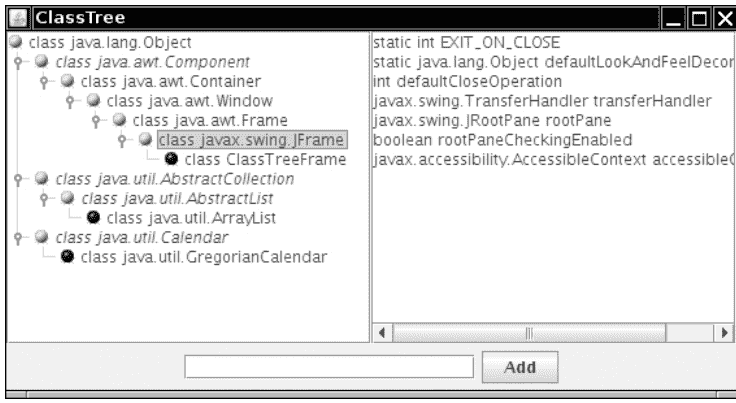 ClassTree
class java.lang.Object
class java.awt.Component
class java.awt.Container
class java.awt.Window
class java.awt.Frame
class javax.swing.JFrame
class ClassTreeFrame
class java.util.AbstractCollection
class java.util.AbstractList
class java.util.ArrayList
class java.util.Calendar
class java.util.GregorianCalendar
static int EXIT_ON_CLOSE
static java.lang.Object defaultLookAndFeelDecor
int defaultCloseOperation
javax.swing.TransferHandler transferHandler
javax.swing.JRootPane rootPane
boolean rootPaneCheckingEnabled
javax.accessibility.AccessibleContext accessibleC
Add